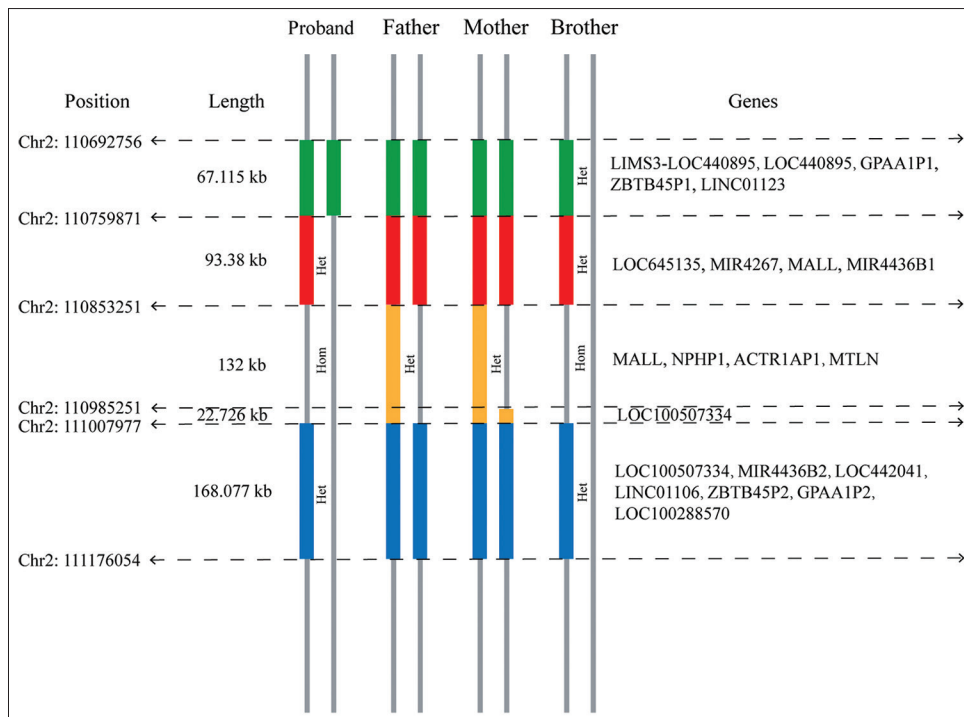 Proband Father Mother Brother
Position Length Genes
Chr2: 110692756
67.115 kb
Het
LIMS3-LOC440895, LOC440895, GPAA1P1,
ZBTB45P1, LINC01123
Chr2: 110759871
93.38 kb
Het
Het
LOC645135, MIR4267, MALL, MIR4436B1
Chr2: 110853251
132 kb
Hom
Het
Het
Hom
MALL, NPHP1, ACTR1AP1, MTLN
Chr2: 110985251
22.726 kb
LOC100507334
Chr2: 111007977
168.077 kb
Het
Het
LOC100507334, MIR4436B2, LOC442041,
LINC01106, ZBTB45P2, GPAA1P2,
LOC100288570
Chr2: 111176054